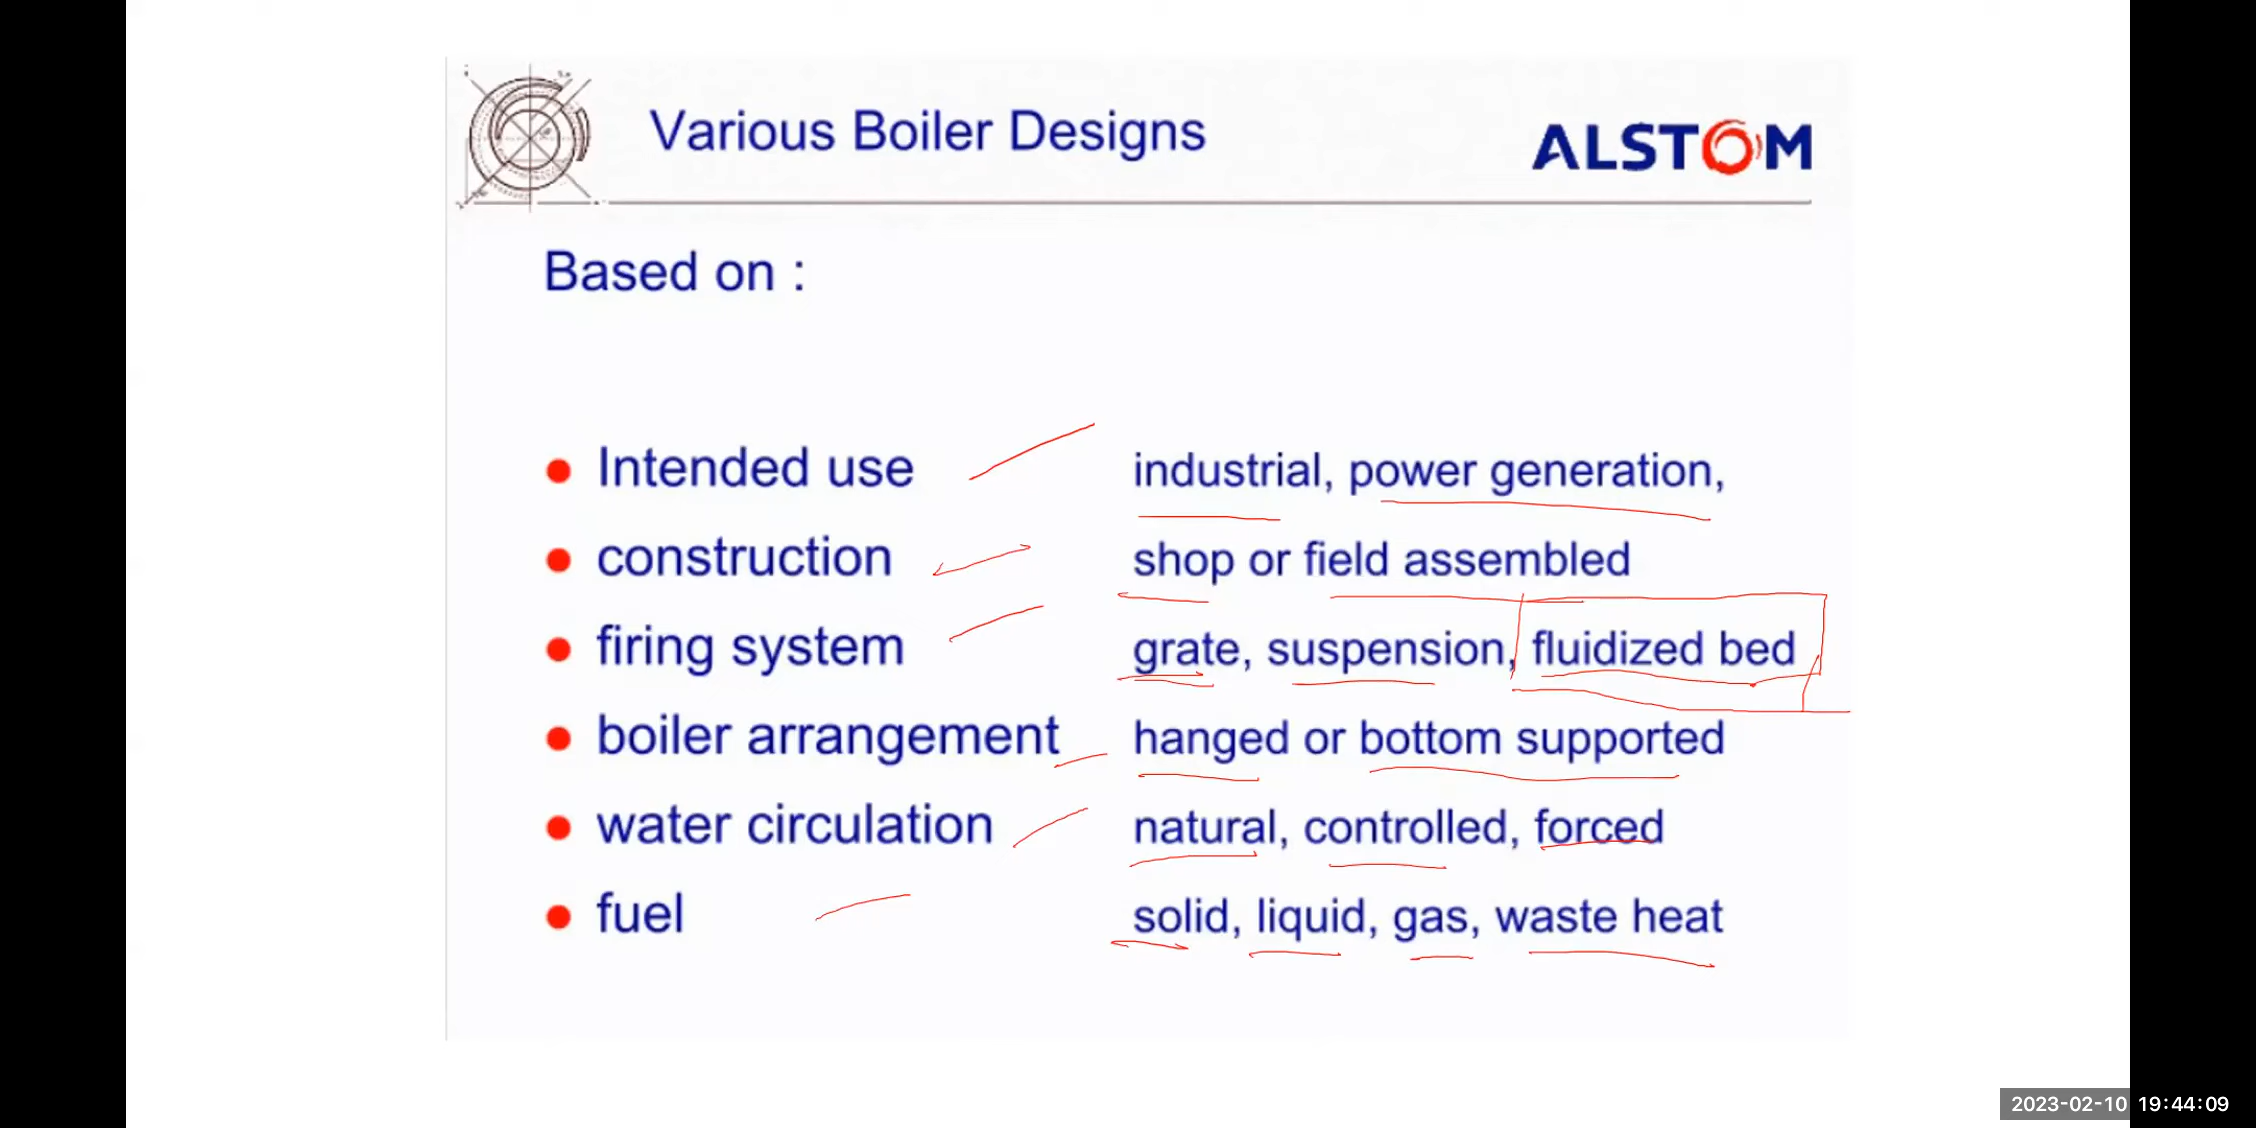 Various Boiler Designs
ALSTOM
Based on :
Intended use industrial, power generation,
construction shop or field assembled
firing system grate, suspension, fluidized bed
boiler arrangement hanged or bottom supported
water circulation natural, controlled, forced
fuel solid, liquid, gas, waste heat
2023-02-10 19:44:09